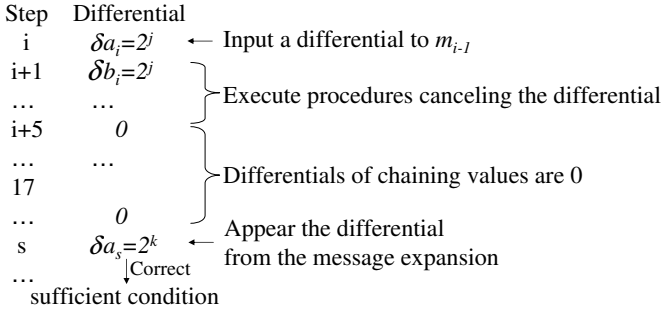 Step Differential
i δa_i=2^j Input a differential to m_{i-1}
i+1 δb_i=2^j
Execute procedures canceling the differential
... ...
i+5 0
... ...
Differentials of chaining values are 0
17
... 0
Appear the differential
s δa_s=2^k
from the message expansion
Correct
...
sufficient condition